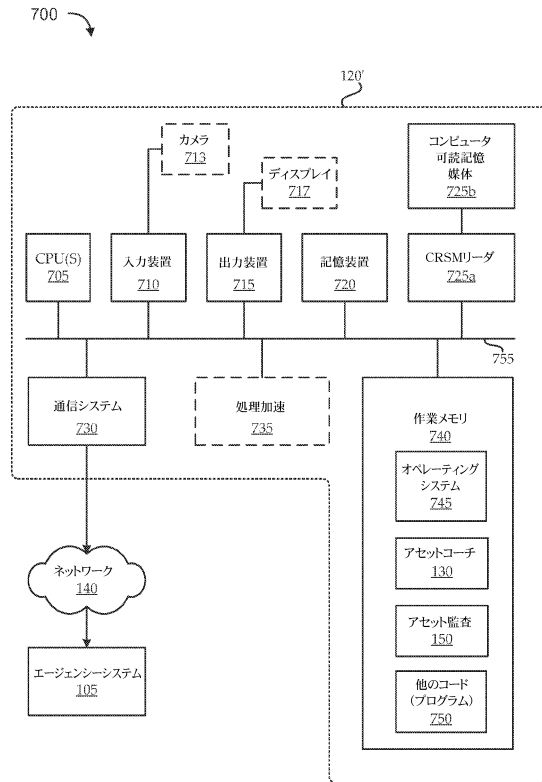 700
120'
カメラ
713
ディスプレイ
717
コンピュータ
可読記憶
媒体
725b
CPU(S)
705
入力装置
710
出力装置
715
記憶装置
720
CRSMリーダ
725a
755
通信システム
730
処理加速
735
作業メモリ
740
オペレーティング
システム
745
アセットコーチ
130
アセット監査
150
他のコード
(プログラム)
750
ネットワーク
140
エージェンシーシステム
105